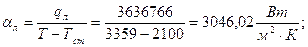 α_л = q_л / (T − T_ст) = 3636766 / (3359 − 2100) = 3046,02 Вт / (м² · К);